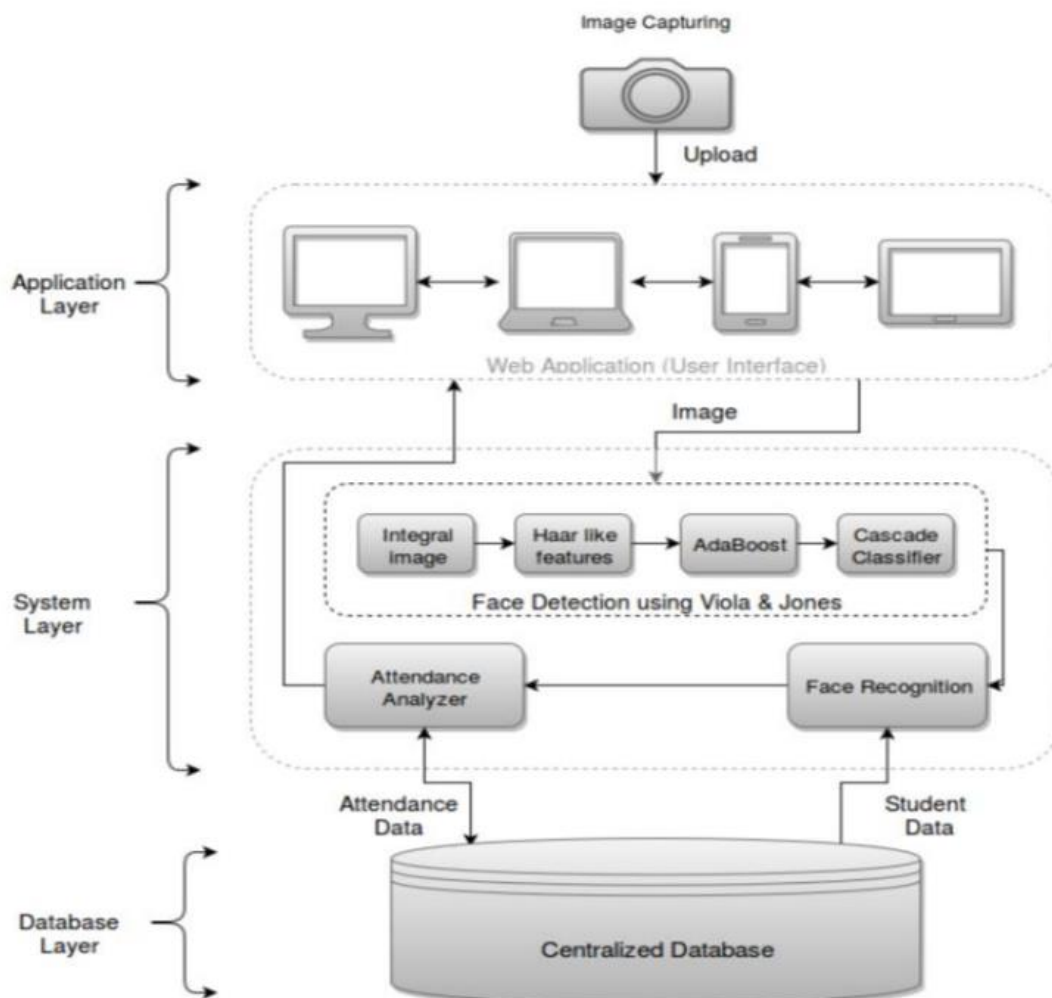 Image Capturing
Upload
Application
Layer
Web Application (User Interface)
Image
Integral
image
Haar like
features
AdaBoost
Cascade
Classifier
Face Detection using Viola & Jones
System
Layer
Attendance
Analyzer
Face Recognition
Attendance
Data
Student
Data
Database
Layer
Centralized Database